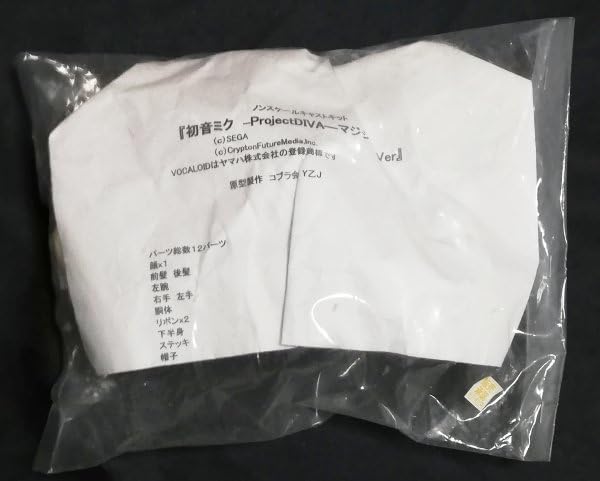 ノンスケールキャストキット
『初音ミク －ProjectDIVA－マジ
Ver』
(c)SEGA
(c)CryptonFutureMedia,Inc.
VOCALOIDはヤマハ株式会社の登録商標です
原型製作 コブラ会 YZJ
パーツ総数12パーツ
顔x1
前髪 後髪
左腕
右手 左手
胴体
リボンx2
下半身
ステッキ
帽子